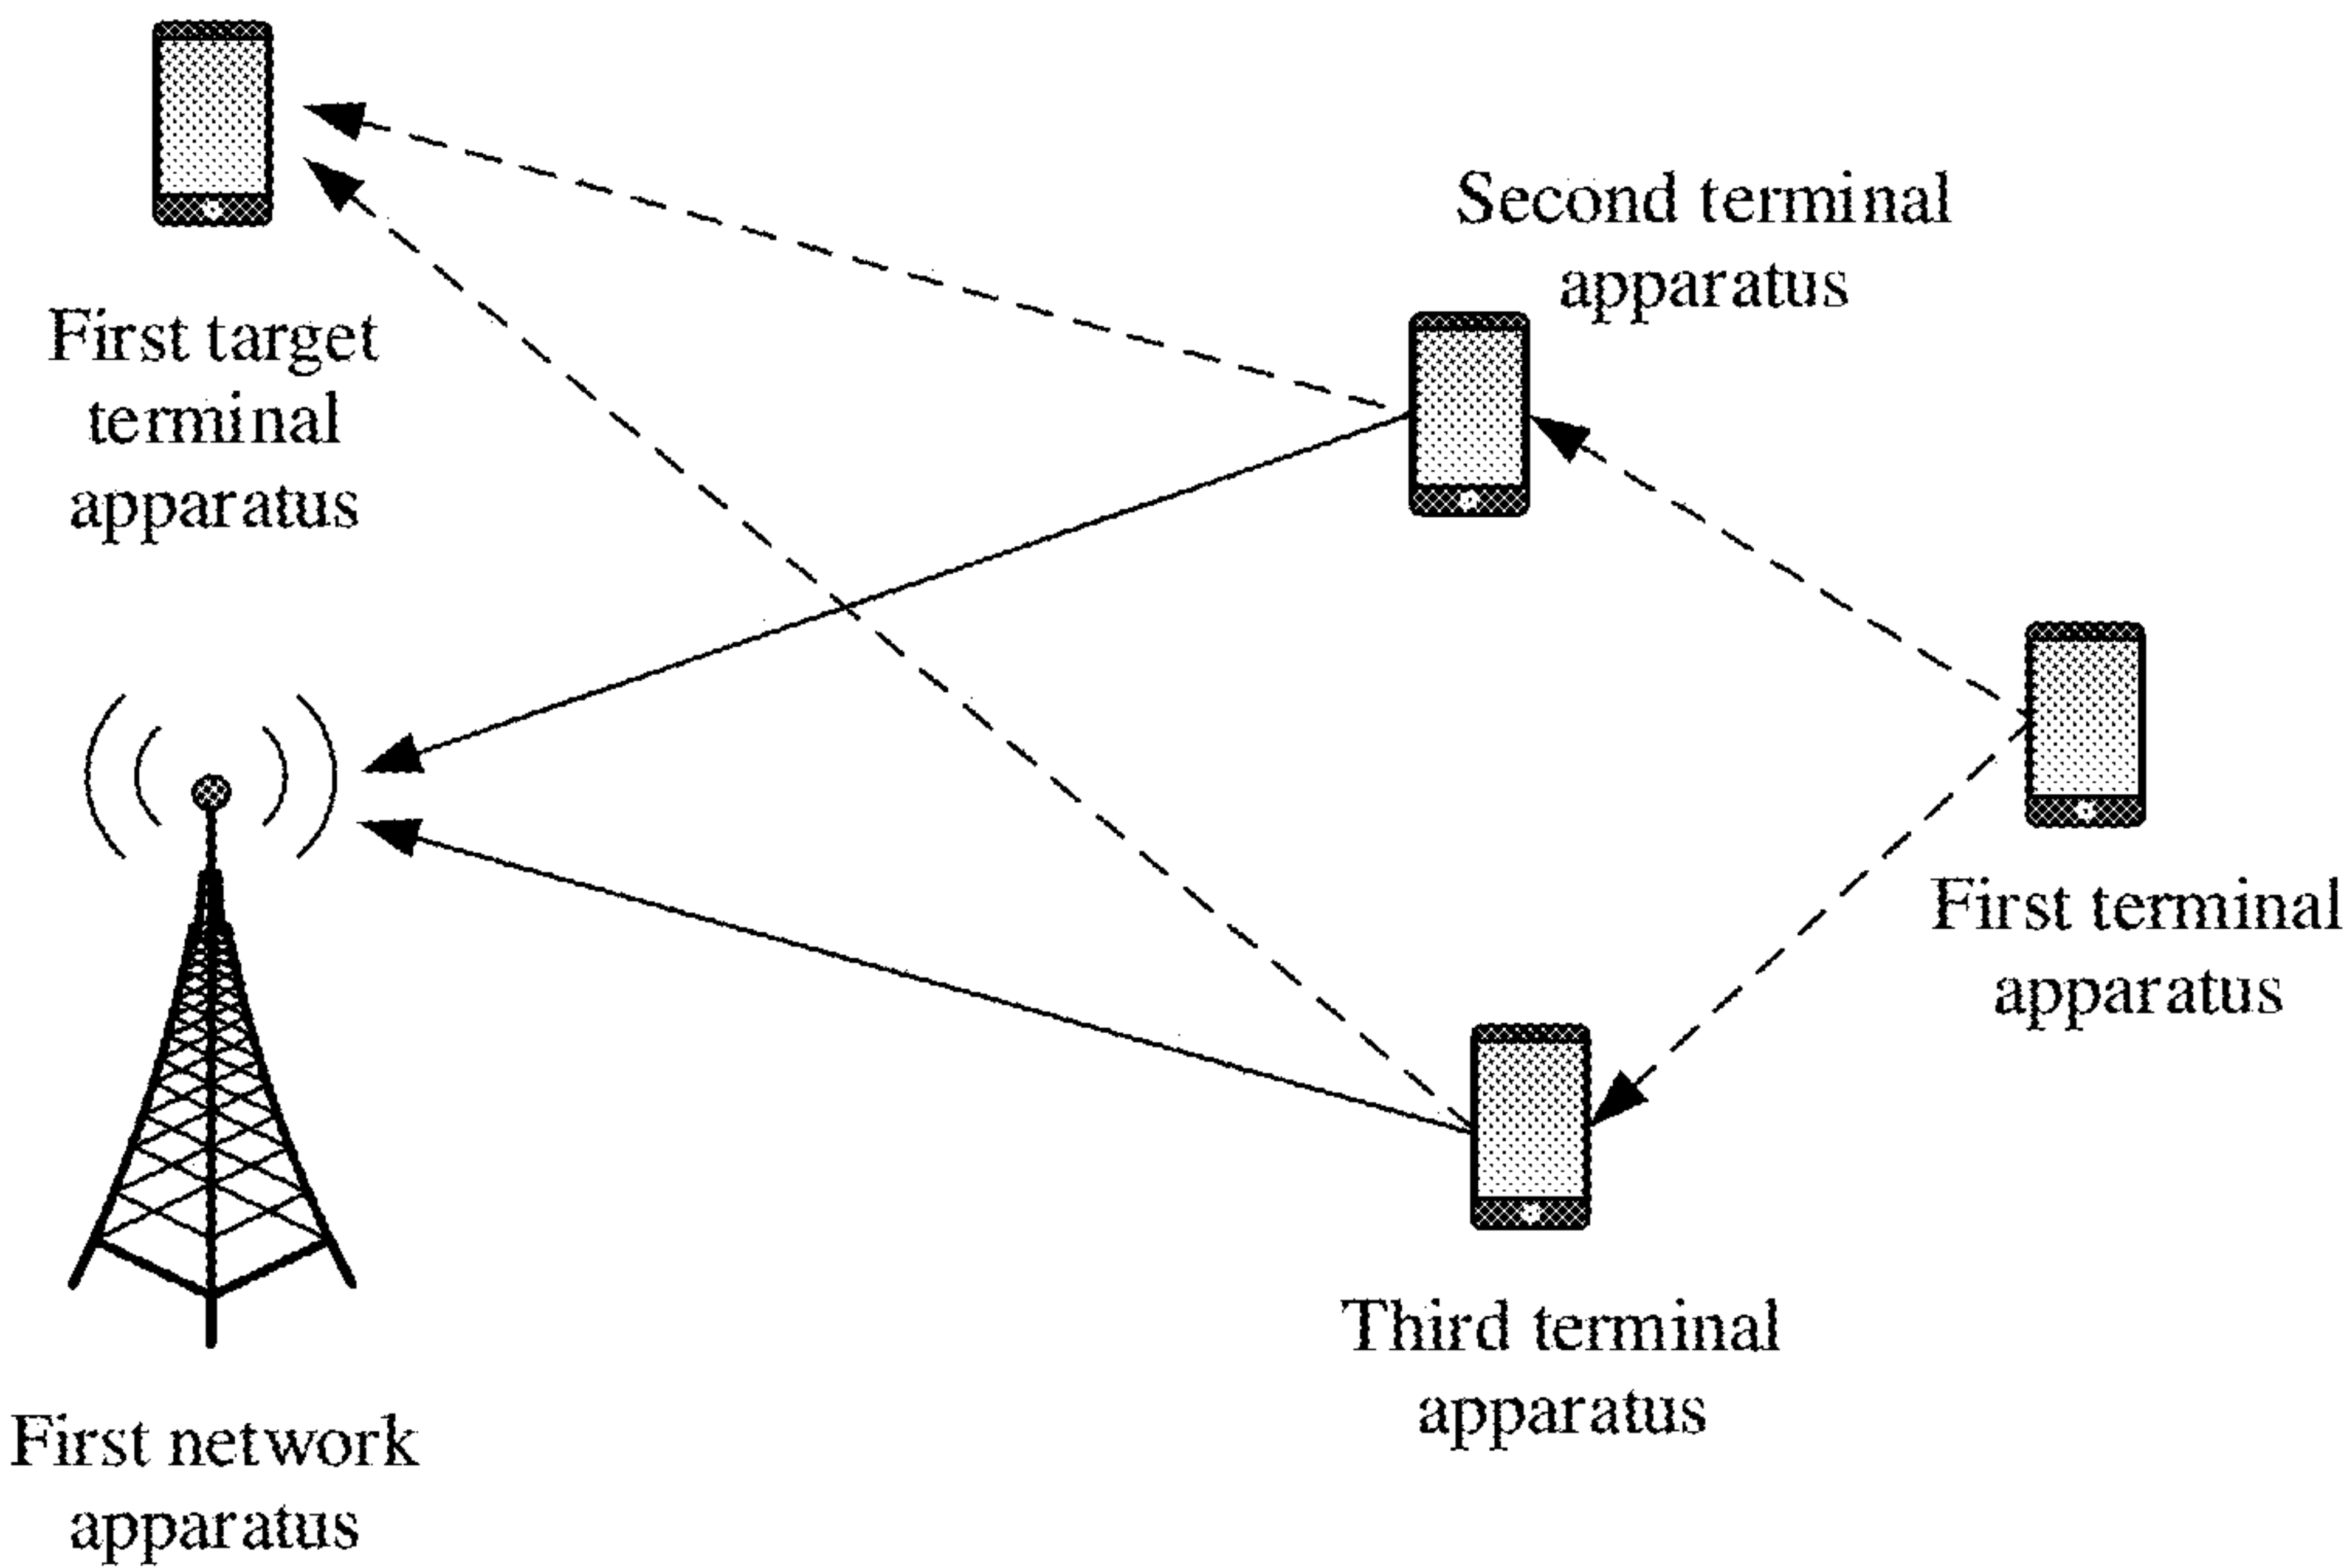 First target
terminal
apparatus
Second terminal
apparatus
First terminal
apparatus
Third terminal
apparatus
First network
apparatus